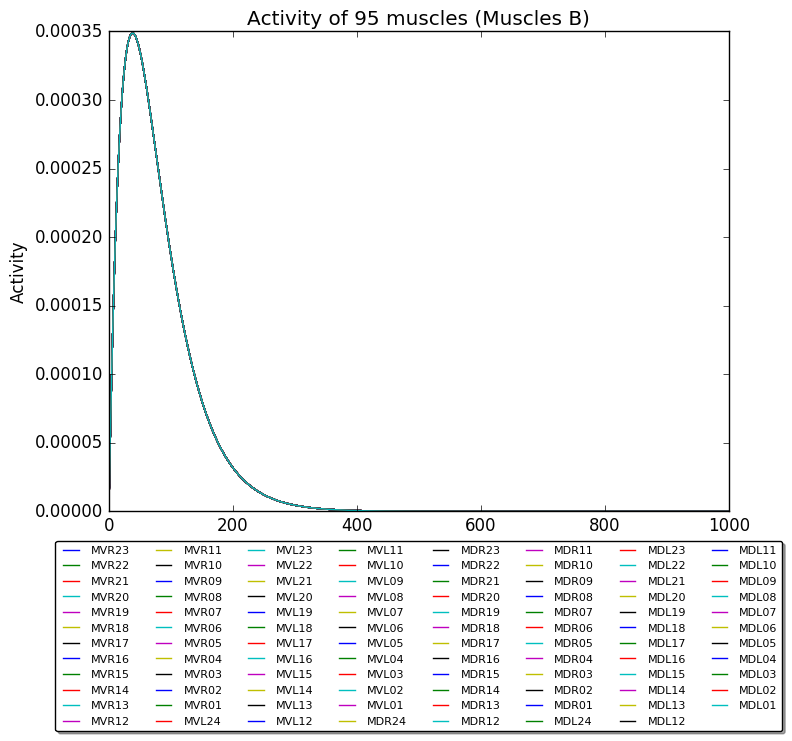 Activity of 95 muscles (Muscles B)
0.00035
0.00030
0.00025
0.00020
0.00015
0.00010
0.00005
0.00000
Activity
0 200 400 600 800 1000
MVR23 MVR11 MVL23 MVL11 MDR23 MDR11 MDL23 MDL11
MVR22 MVR10 MVL22 MVL10 MDR22 MDR10 MDL22 MDL10
MVR21 MVR09 MVL21 MVL09 MDR21 MDR09 MDL21 MDL09
MVR20 MVR08 MVL20 MVL08 MDR20 MDR08 MDL20 MDL08
MVR19 MVR07 MVL19 MVL07 MDR19 MDR07 MDL19 MDL07
MVR18 MVR06 MVL18 MVL06 MDR18 MDR06 MDL18 MDL06
MVR17 MVR05 MVL17 MVL05 MDR17 MDR05 MDL17 MDL05
MVR16 MVR04 MVL16 MVL04 MDR16 MDR04 MDL16 MDL04
MVR15 MVR03 MVL15 MVL03 MDR15 MDR03 MDL15 MDL03
MVR14 MVR02 MVL14 MVL02 MDR14 MDR02 MDL14 MDL02
MVR13 MVR01 MVL13 MVL01 MDR13 MDR01 MDL13 MDL01
MVR12 MVL24 MVL12 MDR24 MDR12 MDL24 MDL12